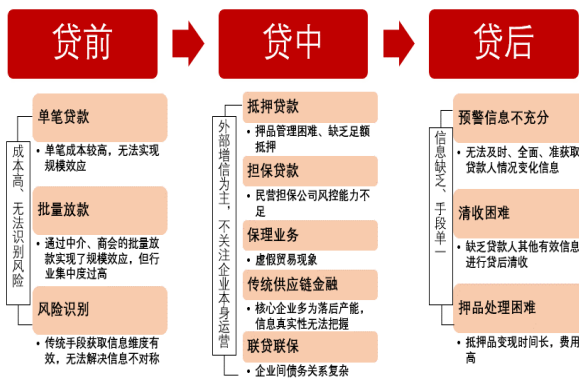 贷前
贷中
贷后
成本高、无法识别风险
单笔贷款
• 单笔成本较高，无法实现
规模效应
批量放款
• 通过中介、商会的批量放
款实现了规模效应，但行
业集中度过高
风险识别
• 传统手段获取信息维度有
效，无法解决信息不对称
外部增信为主，不关注企业本身运营
抵押贷款
• 押品管理困难、缺乏足额
抵押
担保贷款
• 民营担保公司风控能力不
足
保理业务
• 虚假贸易现象
传统供应链金融
• 核心企业多为落后产能，
信息真实性无法把握
联贷联保
• 企业间债务关系复杂
信息缺乏、手段单一
预警信息不充分
• 无法及时、全面、准获取
贷款人情况变化信息
清收困难
• 缺乏贷款人其他有效信息
进行贷后清收
押品处理困难
• 抵押品变现时间长，费用
高